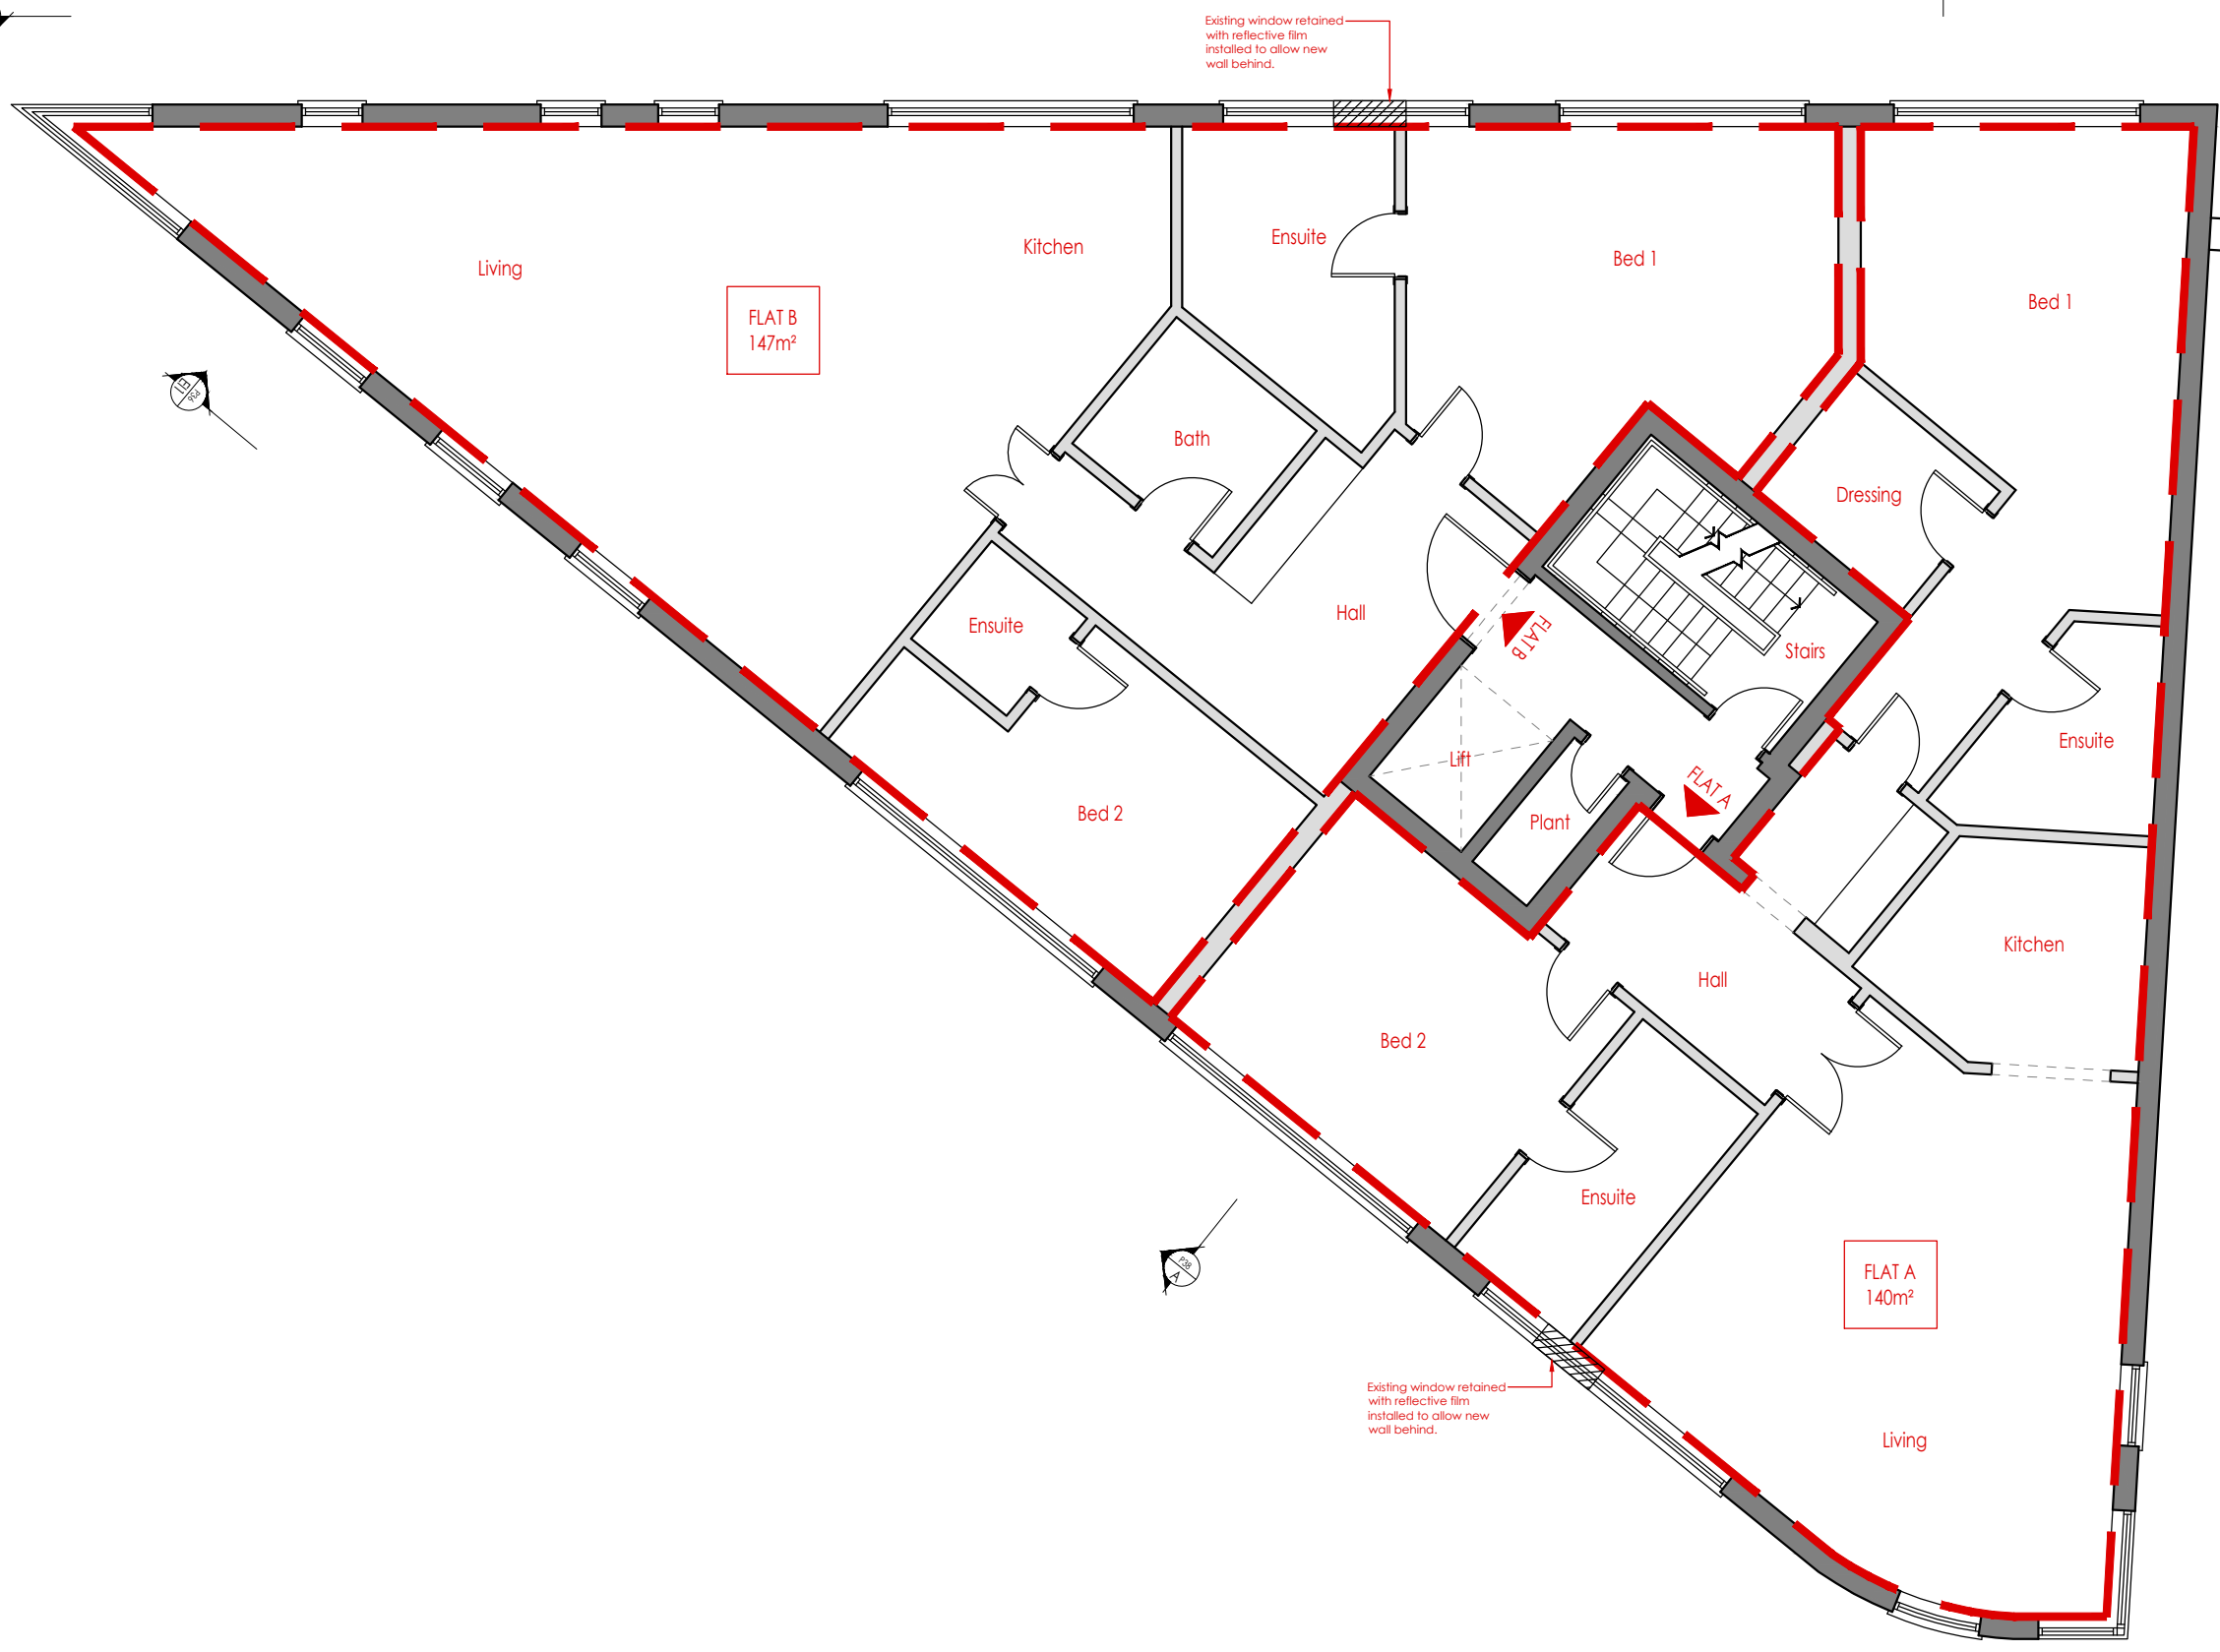 Existing window retained
with reflective film
installed to allow new
wall behind.
Living
Kitchen
Ensuite
Bed 1
Bed 1
FLAT B
147m²
B
P36
Bath
Dressing
Ensuite
Hall
FLAT B
Stairs
Ensuite
Lift
Bed 2
Plant
FLAT A
Kitchen
Hall
Bed 2
Ensuite
P38
A
FLAT A
140m²
Existing window retained
with reflective film
installed to allow new
wall behind.
Living